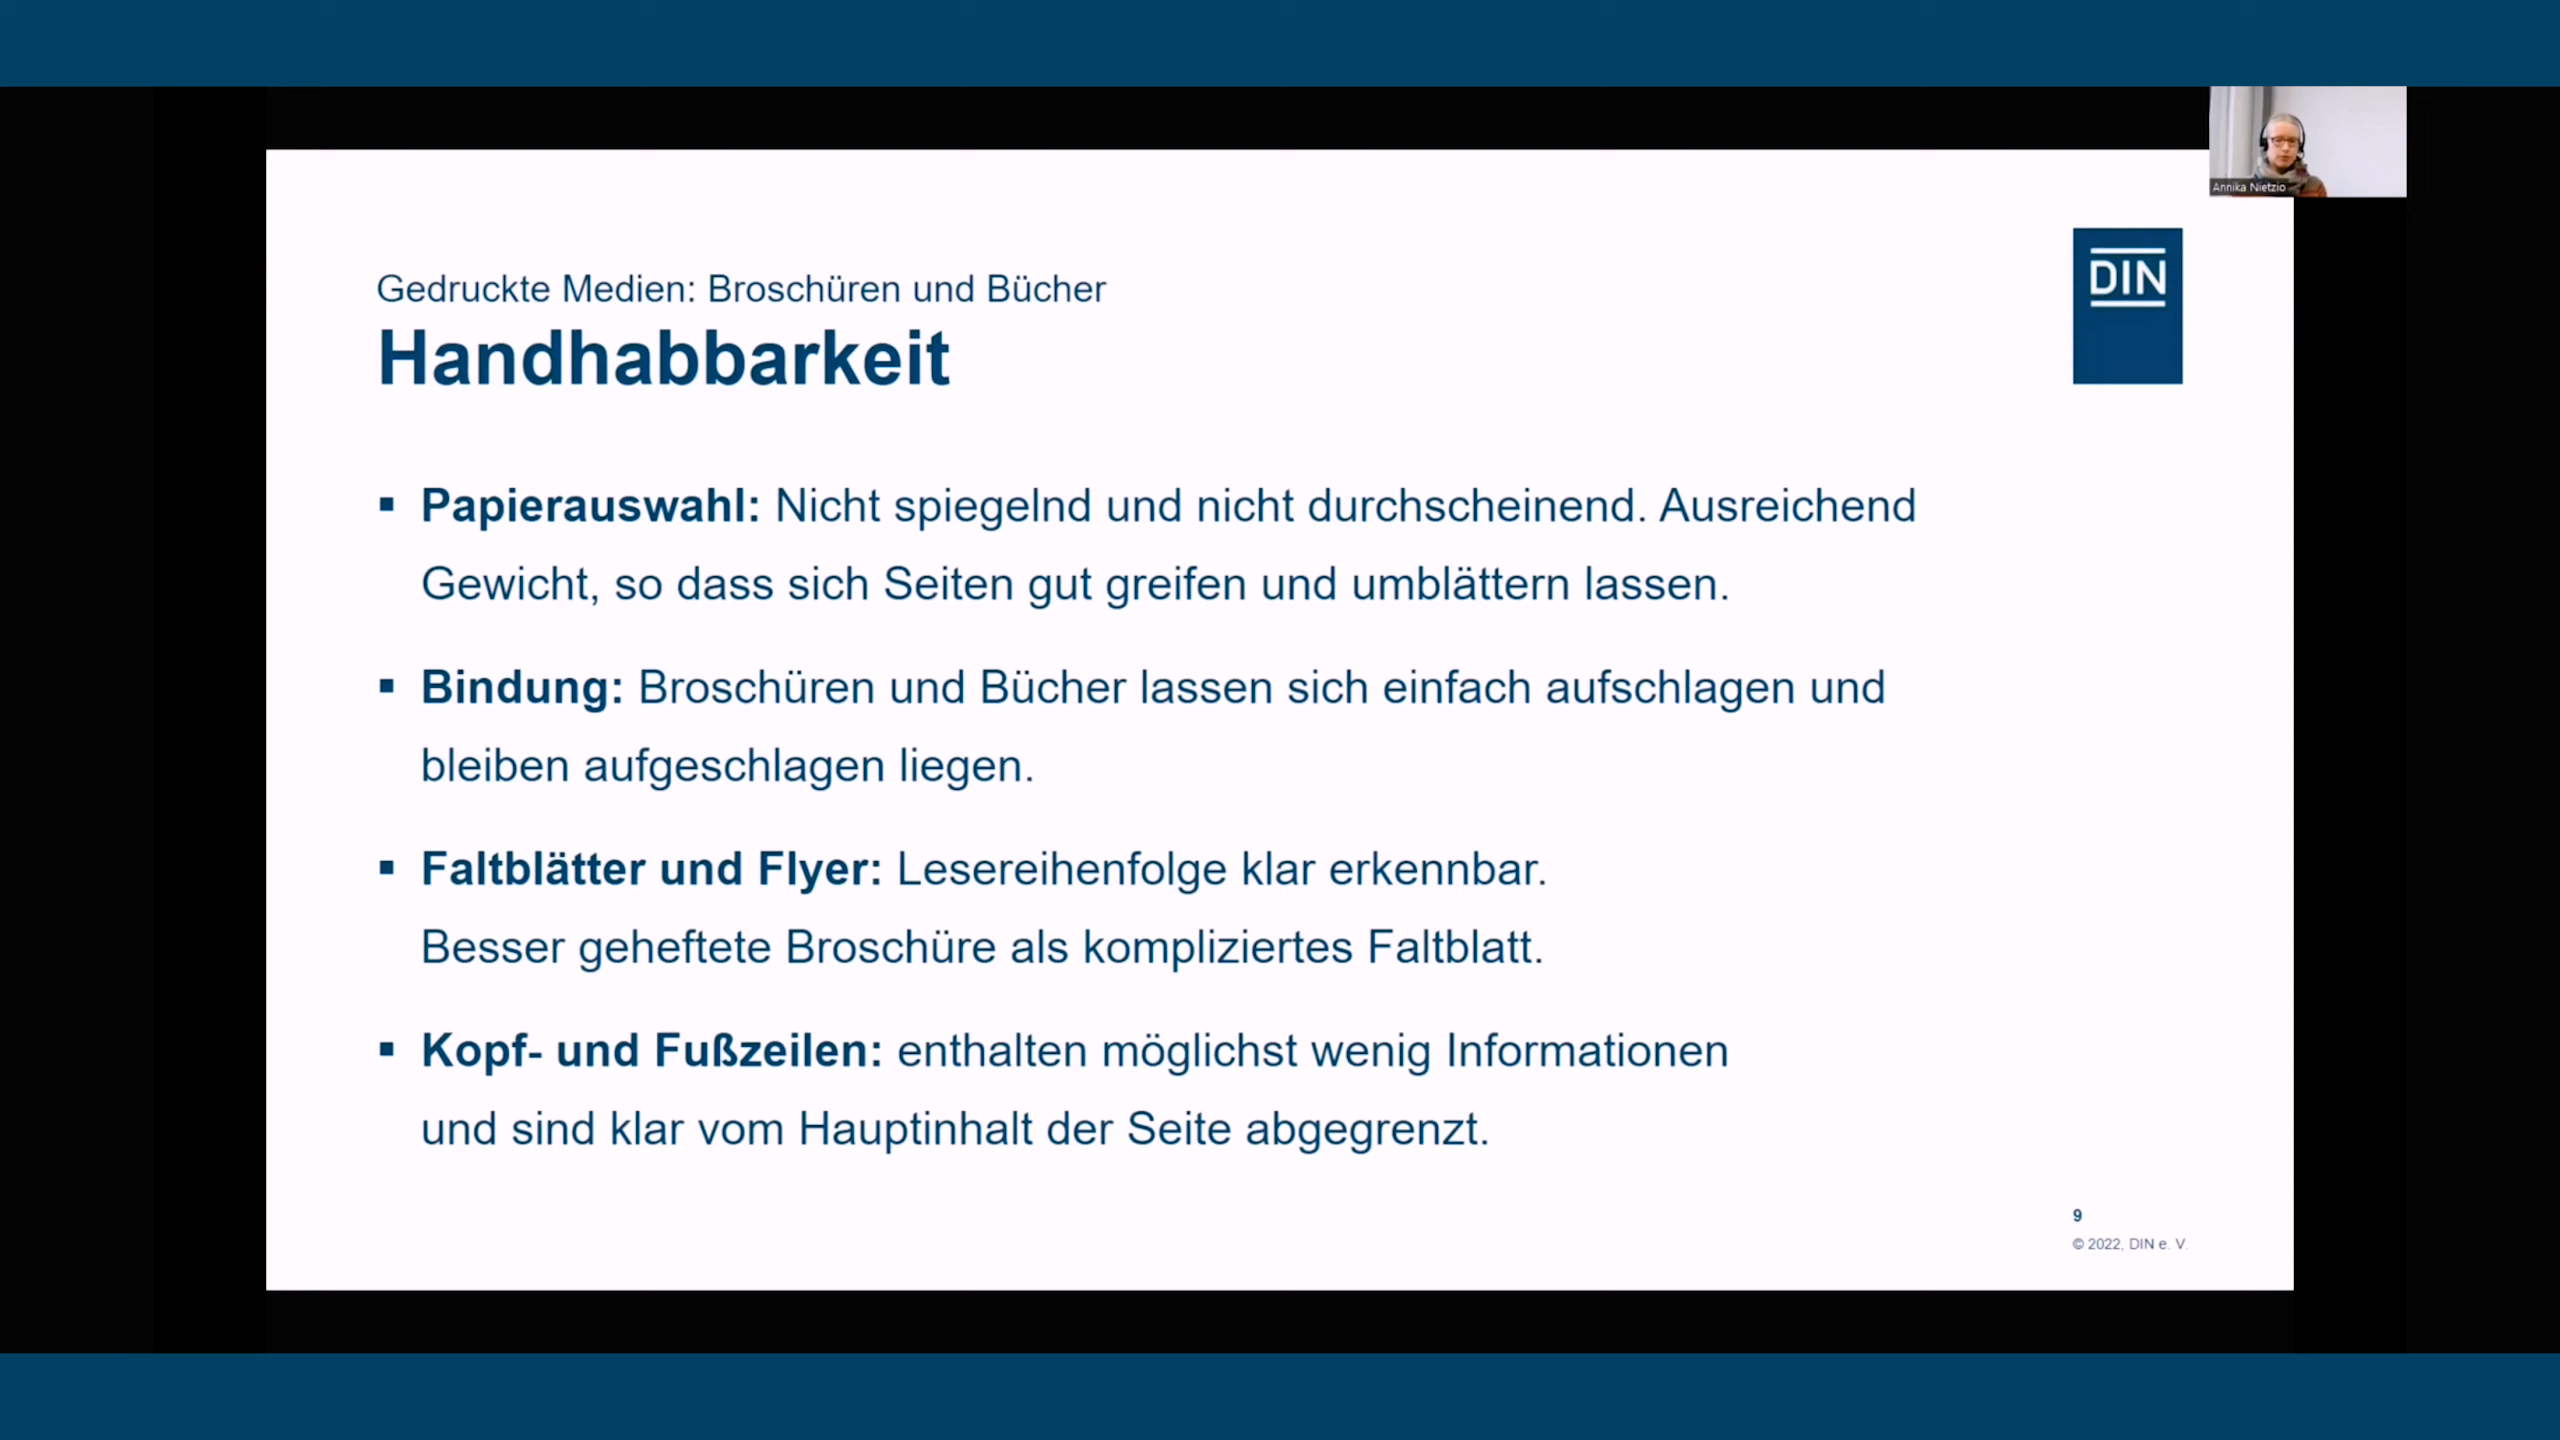 Annika Nietzio
DIN
Gedruckte Medien: Broschüren und Bücher
Handhabbarkeit
▪ Papierauswahl: Nicht spiegelnd und nicht durchscheinend. Ausreichend
Gewicht, so dass sich Seiten gut greifen und umblättern lassen.
▪ Bindung: Broschüren und Bücher lassen sich einfach aufschlagen und
bleiben aufgeschlagen liegen.
▪ Faltblätter und Flyer: Lesereihenfolge klar erkennbar.
Besser geheftete Broschüre als kompliziertes Faltblatt.
▪ Kopf- und Fußzeilen: enthalten möglichst wenig Informationen
und sind klar vom Hauptinhalt der Seite abgegrenzt.
9
© 2022, DIN e. V.